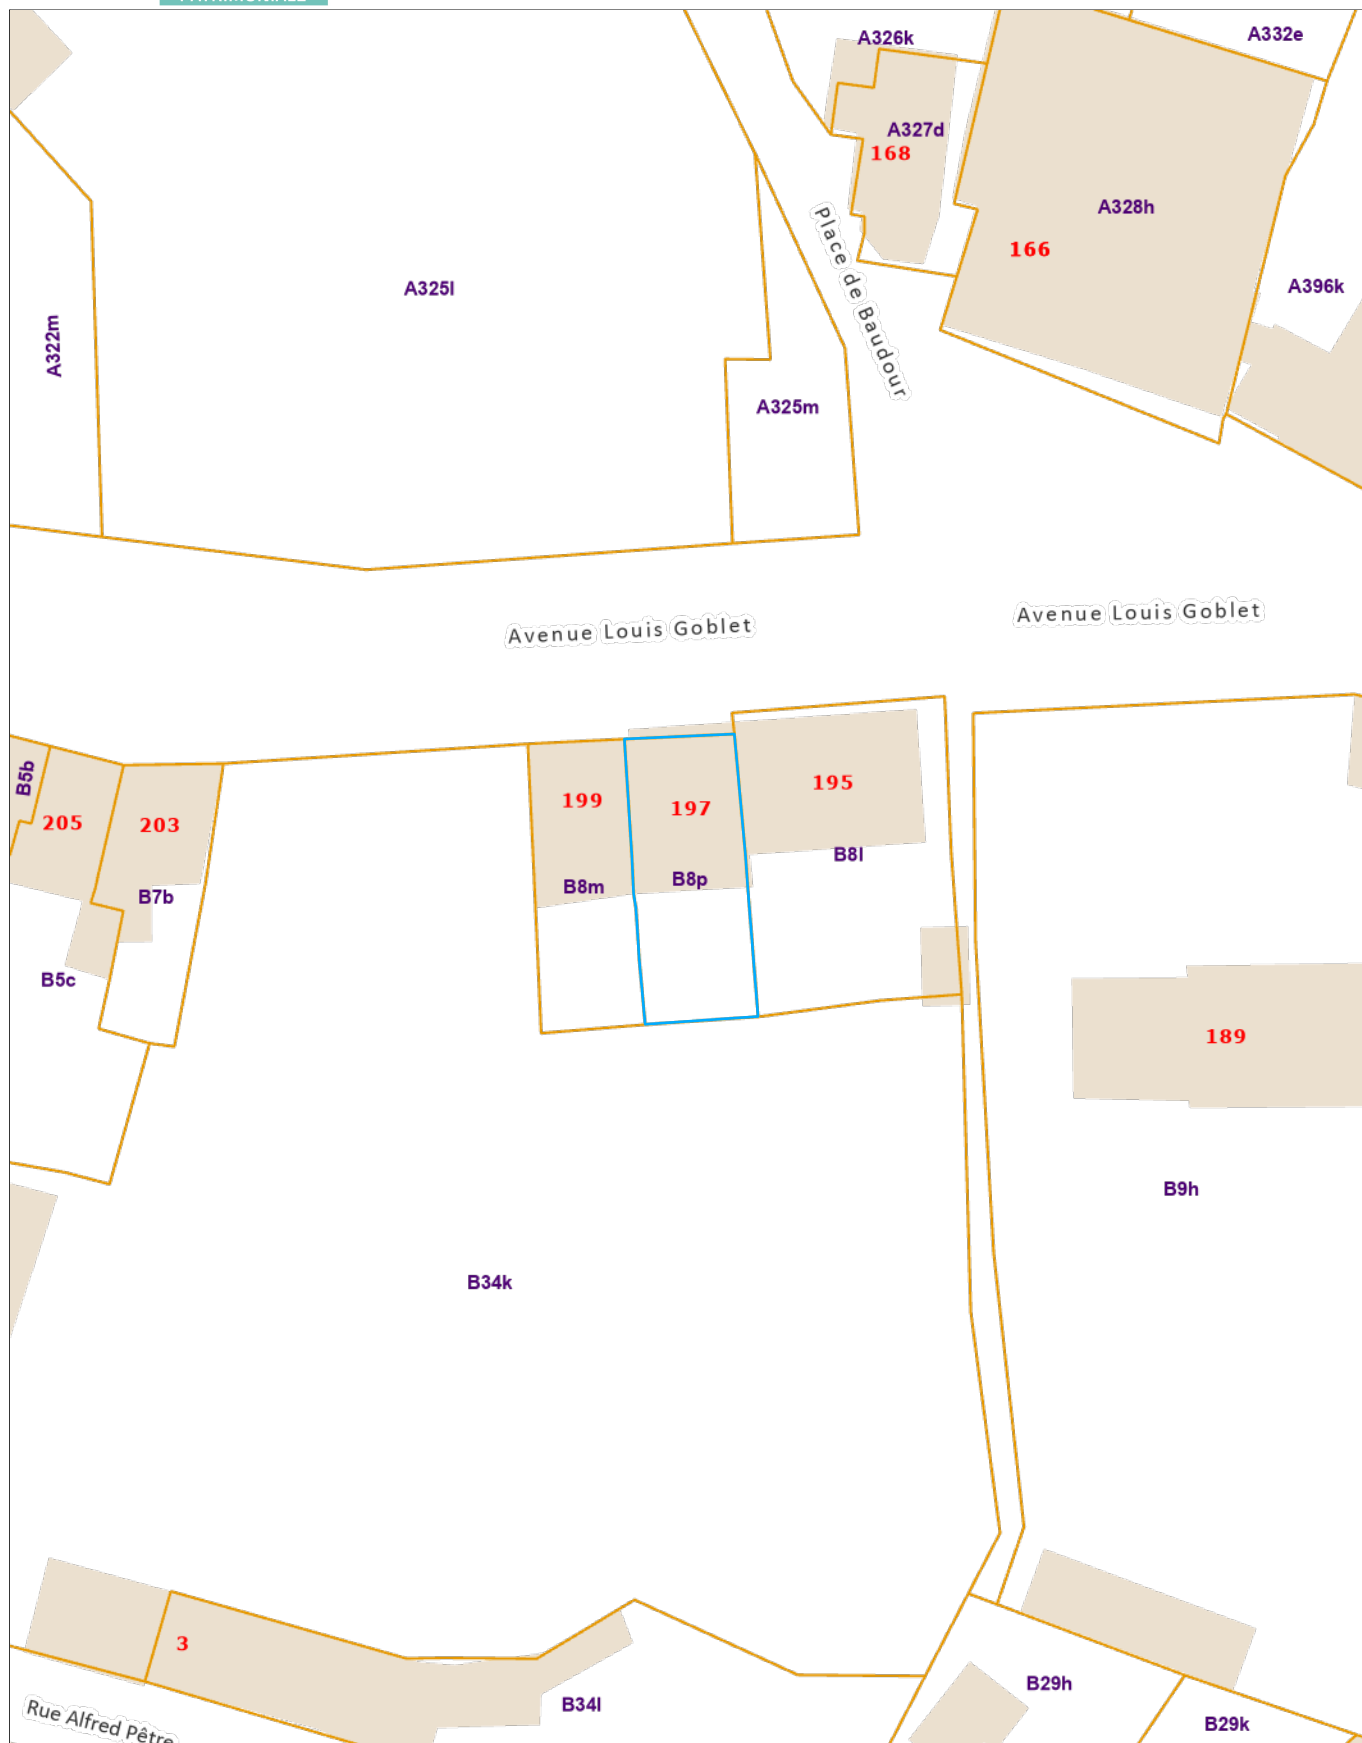 A326k
A332e
A327d
168
A328h
166
Place de Baudour
A325l
A396k
A322m
A325m
Avenue Louis Goblet
Avenue Louis Goblet
B5b
205
203
199
197
195
B8l
B8m
B8p
B7b
B5c
189
B9h
B34k
3
B34l
B29h
Rue Alfred Pêtre
B29k